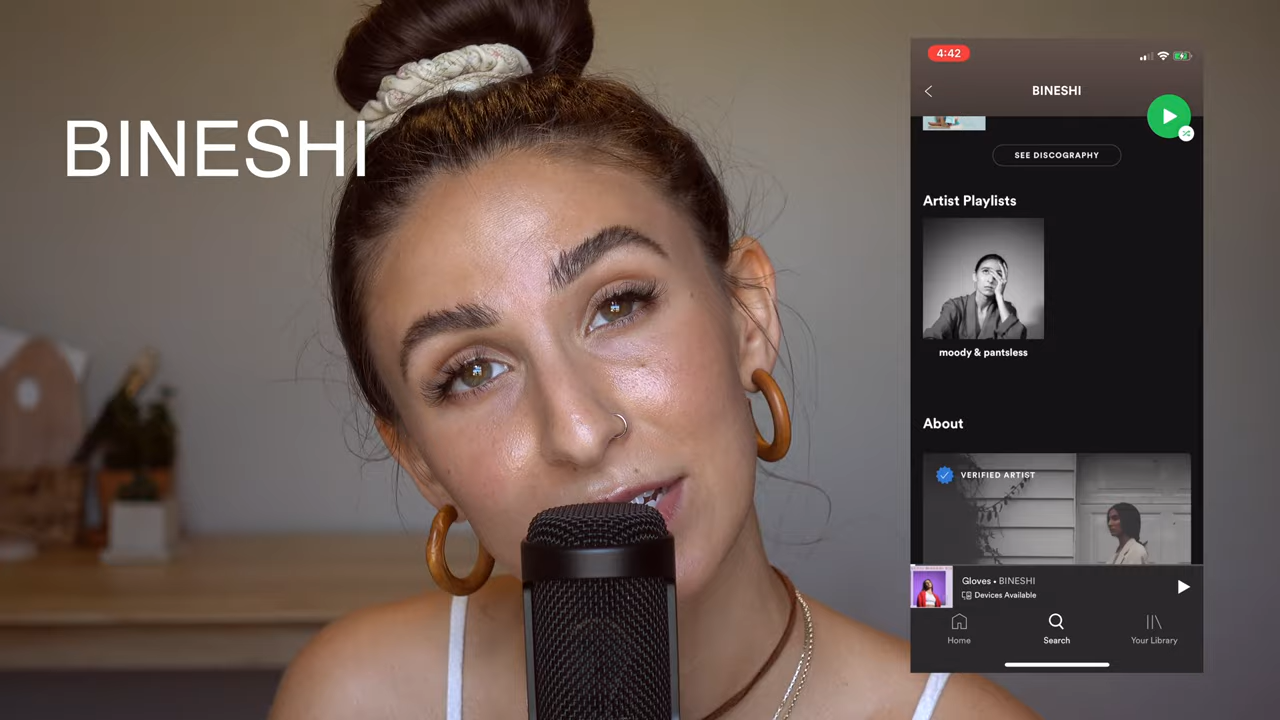 BINESHI
4:42
BINESHI
SEE DISCOGRAPHY
Artist Playlists
moody & pantsless
About
VERIFIED ARTIST
Gloves • BINESHI
Devices Available
Home
Search
Your Library